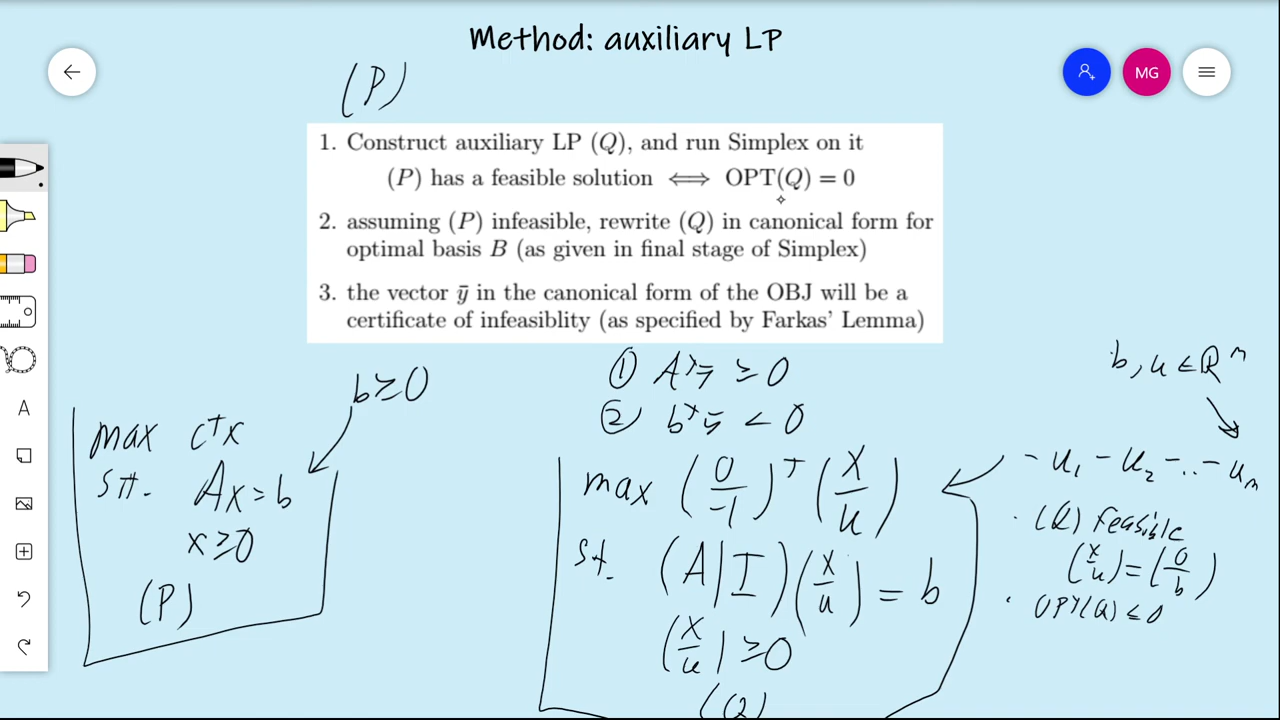 Method: auxiliary LP
MG
(P)
1. Construct auxiliary LP (Q), and run Simplex on it
(P) has a feasible solution ⟺ OPT(Q) = 0
2. assuming (P) infeasible, rewrite (Q) in canonical form for
optimal basis B (as given in final stage of Simplex)
3. the vector ȳ in the canonical form of the OBJ will be a
certificate of infeasiblity (as specified by Farkas' Lemma)
b ≥ 0
max cᵀx
st. Ax = b
x ≥ 0
(P)
① Aᵀȳ ≥ 0
② bᵀȳ < 0
max (0/-1)ᵀ (x/u)
st. (A|I)(x/u) = b
(x/u) ≥ 0
(Q)
b, u ∈ ℝᵐ
-u₁ - u₂ - ... - uₘ
· (Q) feasible
(x/u) = (0/b)
· OPT(Q) ≤ 0
A